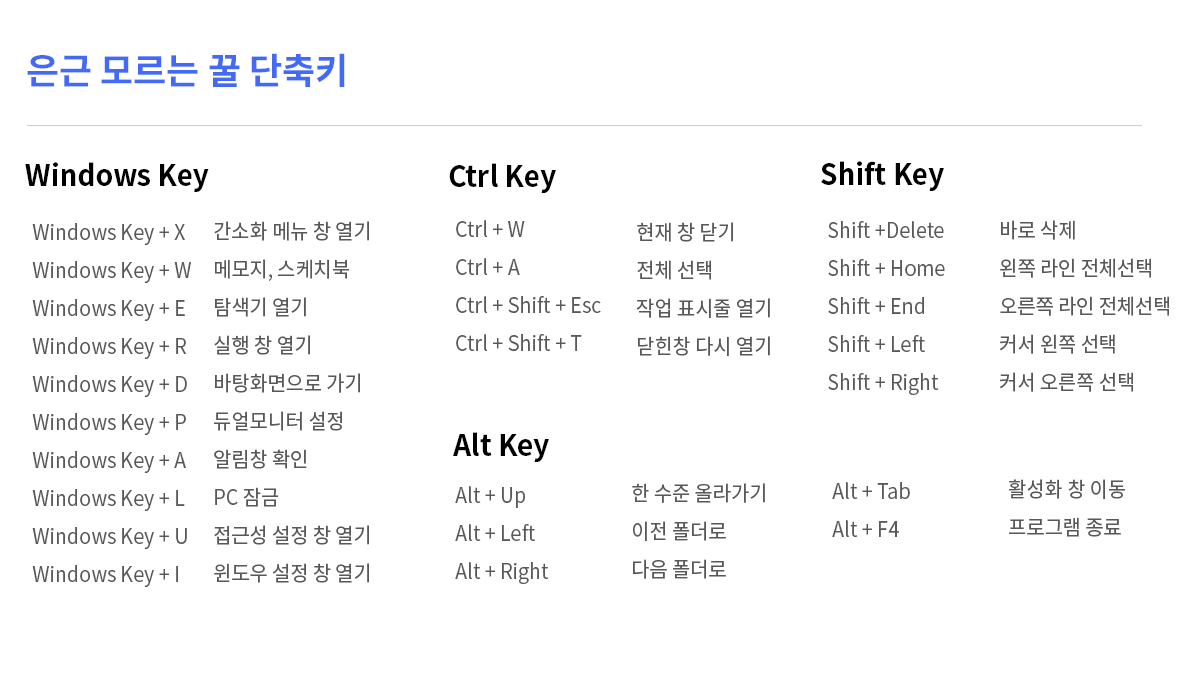 은근 모르는 꿀 단축키
Windows Key
Windows Key + X 간소화 메뉴 창 열기
Windows Key + W 메모지, 스케치북
Windows Key + E 탐색기 열기
Windows Key + R 실행 창 열기
Windows Key + D 바탕화면으로 가기
Windows Key + P 듀얼모니터 설정
Windows Key + A 알림창 확인
Windows Key + L PC 잠금
Windows Key + U 접근성 설정 창 열기
Windows Key + I 윈도우 설정 창 열기
Ctrl Key
Ctrl + W 현재 창 닫기
Ctrl + A 전체 선택
Ctrl + Shift + Esc 작업 표시줄 열기
Ctrl + Shift + T 닫힌창 다시 열기
Shift Key
Shift +Delete 바로 삭제
Shift + Home 왼쪽 라인 전체선택
Shift + End 오른쪽 라인 전체선택
Shift + Left 커서 왼쪽 선택
Shift + Right 커서 오른쪽 선택
Alt Key
Alt + Up 한 수준 올라가기
Alt + Left 이전 폴더로
Alt + Right 다음 폴더로
Alt + Tab 활성화 창 이동
Alt + F4 프로그램 종료